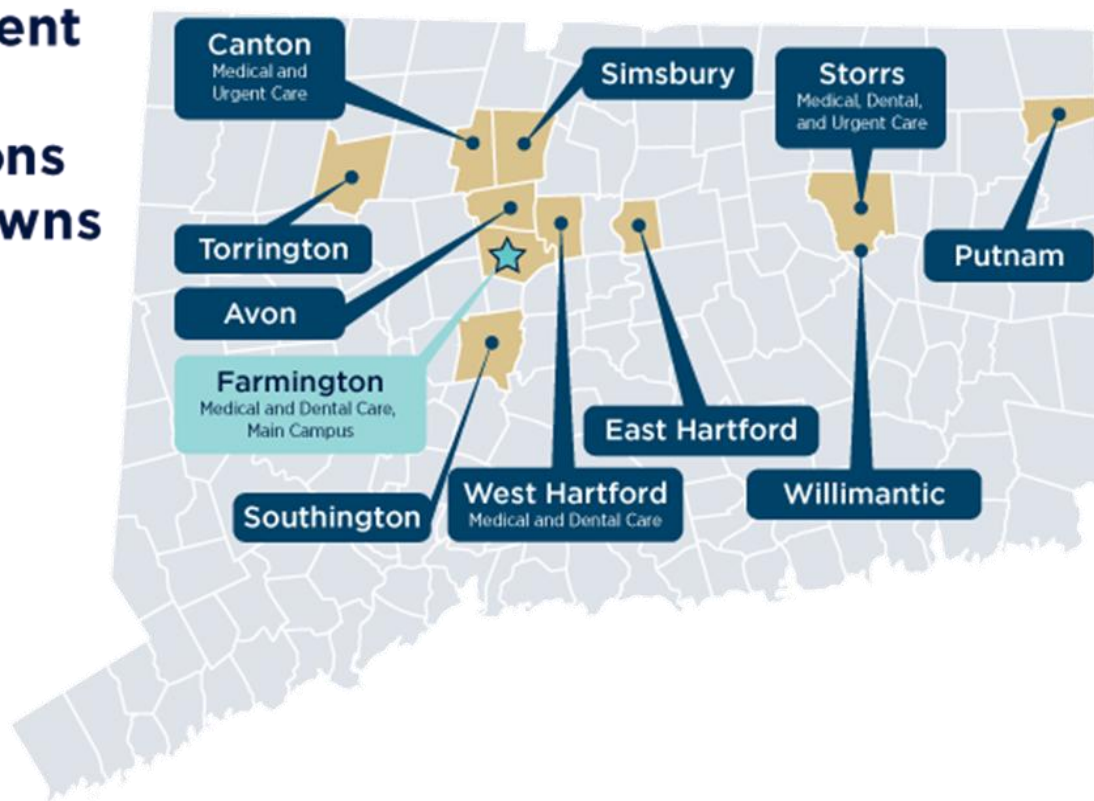 ent
ons
wns
Canton
Medical and
Urgent Care
Simsbury
Storrs
Medical, Dental,
and Urgent Care
Torrington
Putnam
Avon
Farmington
Medical and Dental Care,
Main Campus
East Hartford
Southington
West Hartford
Medical and Dental Care
Willimantic